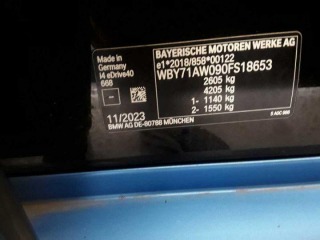 BAYERISCHE MOTOREN WERKE AG
Made in
Germany
I4 eDrive40
668
e1*2018/858*00122
WBY71AW090FS18653
2605 kg
4205 kg
1- 1140 kg
2- 1550 kg
11/2023
BMW AG DE-80788 MÜNCHEN